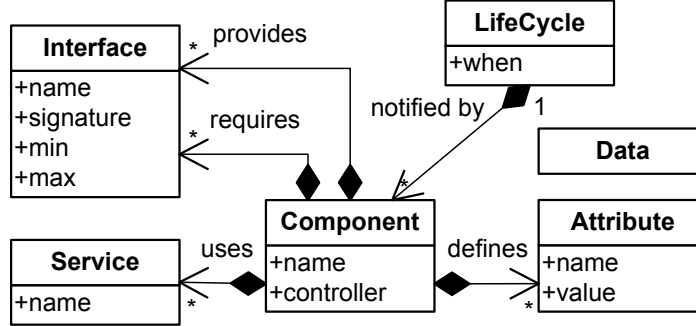 Interface
+name
+signature
+min
+max
* provides
* requires
LifeCycle
+when
notified by
1
*
Data
Component
+name
+controller
uses
*
Service
+name
defines
*
Attribute
+name
+value